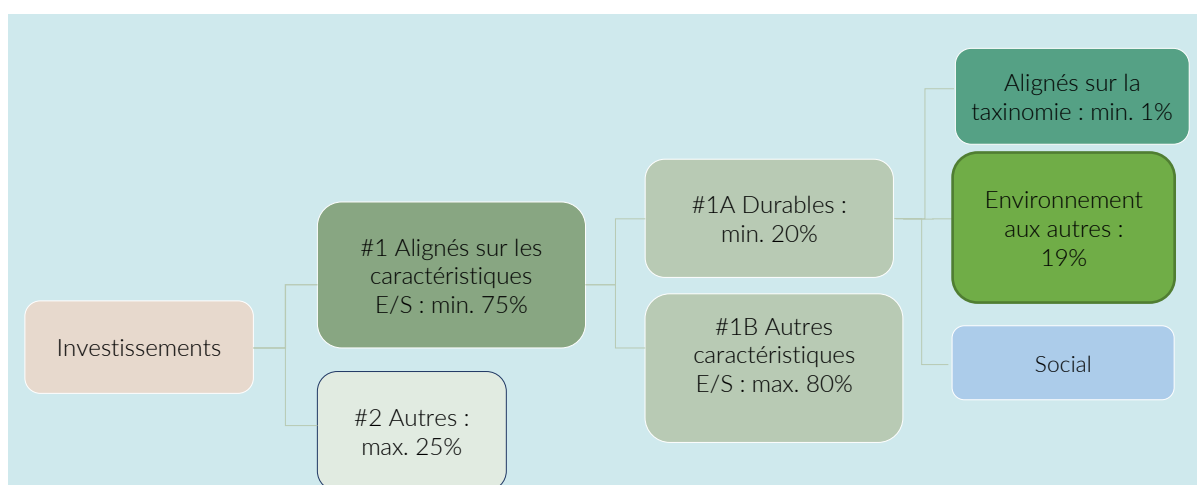 Investissements
#1 Alignés sur les
caractéristiques
E/S : min. 75%
#2 Autres :
max. 25%
#1A Durables :
min. 20%
#1B Autres
caractéristiques
E/S : max. 80%
Alignés sur la
taxinomie : min. 1%
Environnement
aux autres :
19%
Social